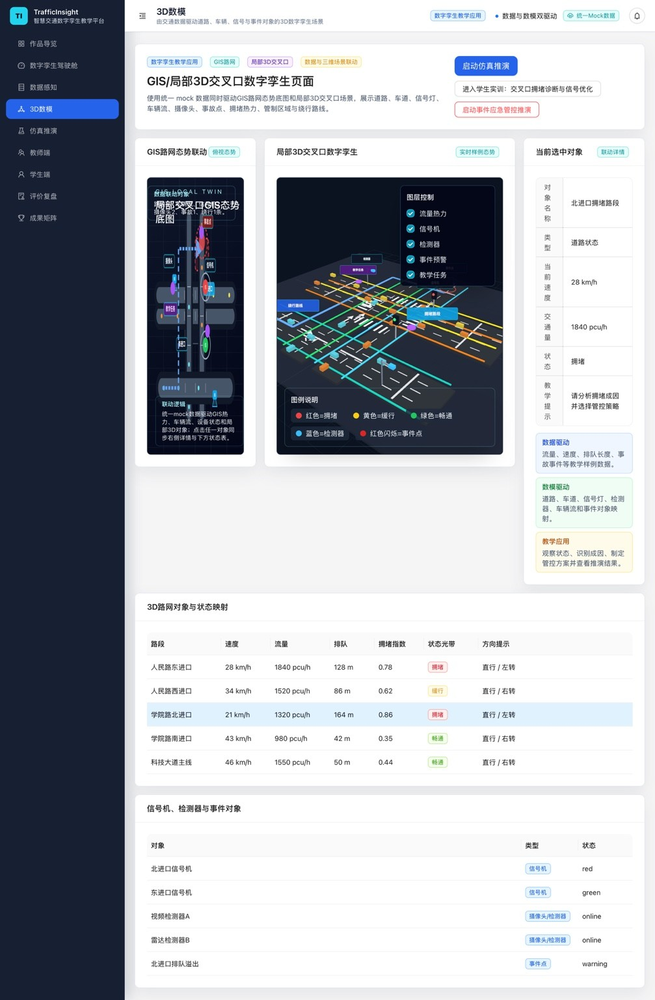 TI
TrafficInsight
智慧交通数字孪生教学平台
作品导览
数字孪生驾驶舱
数据感知
3D数模
仿真推演
教师端
学生端
评价复盘
成果矩阵
3D数模
由交通数据驱动道路、车辆、信号与事件对象的3D数字孪生场景
数字孪生教学应用
数据与数模双驱动
统一Mock数据
数字孪生教学应用
GIS路网
局部3D交叉口
数据与三维场景联动
GIS/局部3D交叉口数字孪生页面
使用统一 mock 数据同时驱动GIS路网态势底图和局部3D交叉口场景，展示道路、车道、信号灯、
车辆流、摄像头、事故点、拥堵热力、管制区域与绕行路线。
启动仿真推演
进入学生实训：交叉口拥堵诊断与信号优化
启动事件应急管控推演
GIS路网态势联动
俯视态势
GIS LOCAL TWIN
数据联动对象
局部交叉口GIS态势
底图
摄像头2、事故1、绕行1条。
事故点
摄像头
信号机
教学任务
联动逻辑
统一mock数据驱动GIS热
力、车辆流、设备状态和局
部3D对象；点击任一对象同
步右侧详情与下方状态表。
局部3D交叉口数字孪生
实时样例态势
图层控制
流量热力
信号机
检测器
事件预警
教学任务
检测器
教学任务
绕行路线
拥堵路段
图例说明
红色=拥堵
黄色=缓行
绿色=畅通
蓝色=检测器
红色闪烁=事件点
当前选中对象
联动详情
对象名称
北进口拥堵路段
类型
道路状态
当前速度
28 km/h
交通量
1840 pcu/h
状态
拥堵
教学提示
请分析拥堵成因
并选择管控策略
数据驱动
流量、速度、排队长度、事
故事件等教学样例数据。
数模驱动
道路、车道、信号灯、检测
器、车辆流和事件对象映
射。
教学应用
观察状态、识别成因、制定
管控方案并查看推演结果。
3D路网对象与状态映射
路段 速度 流量 排队 拥堵指数 状态光带 方向提示
人民路东进口 28 km/h 1840 pcu/h 128 m 0.78 拥堵 直行 / 左转
人民路西进口 34 km/h 1520 pcu/h 86 m 0.62 缓行 直行 / 右转
学院路北进口 21 km/h 1320 pcu/h 164 m 0.86 拥堵 直行 / 左转
学院路南进口 43 km/h 980 pcu/h 42 m 0.35 畅通 直行 / 右转
科技大道主线 46 km/h 1550 pcu/h 50 m 0.44 畅通 直行 / 右转
信号机、检测器与事件对象
对象 类型 状态
北进口信号机 信号机 red
东进口信号机 信号机 green
视频检测器A 摄像头/检测器 online
雷达检测器B 摄像头/检测器 online
北进口排队溢出 事件点 warning